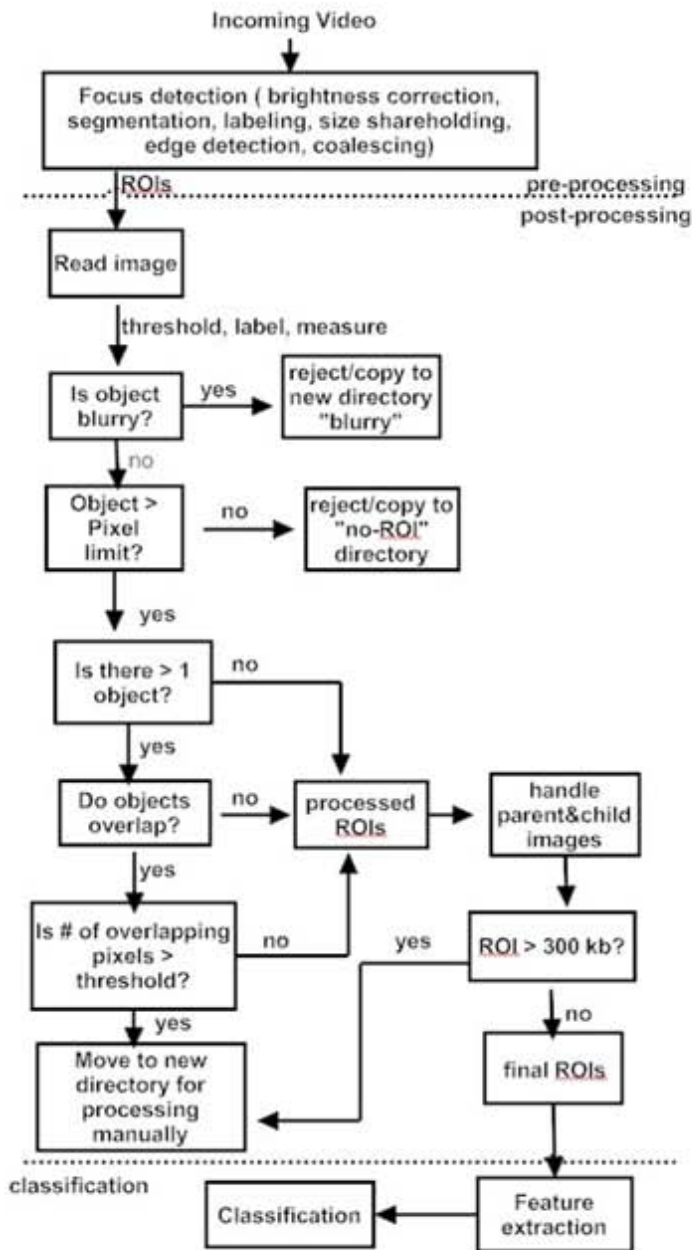 Incoming Video
Focus detection ( brightness correction,
segmentation, labeling, size shareholding,
edge detection, coalescing)
ROIs
pre-processing
post-processing
Read image
threshold, label, measure
Is object
blurry?
yes
reject/copy to
new directory
"blurry"
no
Object >
Pixel
limit?
no
reject/copy to
"no-ROI"
directory
yes
Is there > 1
object?
no
yes
Do objects
overlap?
no
processed
ROIs
handle
parent&child
images
yes
Is # of overlapping
pixels >
threshold?
no
yes
ROI > 300 kb?
yes
no
Move to new
directory for
processing
manually
final ROIs
classification
Classification
Feature
extraction